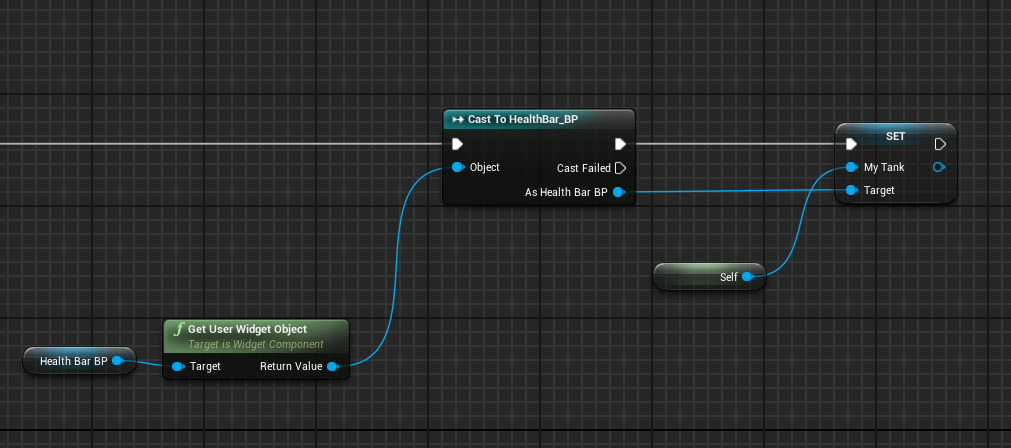 Cast To HealthBar_BP
Object
Cast Failed
As Health Bar BP
SET
My Tank
Target
Self
f Get User Widget Object
Target is Widget Component
Health Bar BP
Target
Return Value